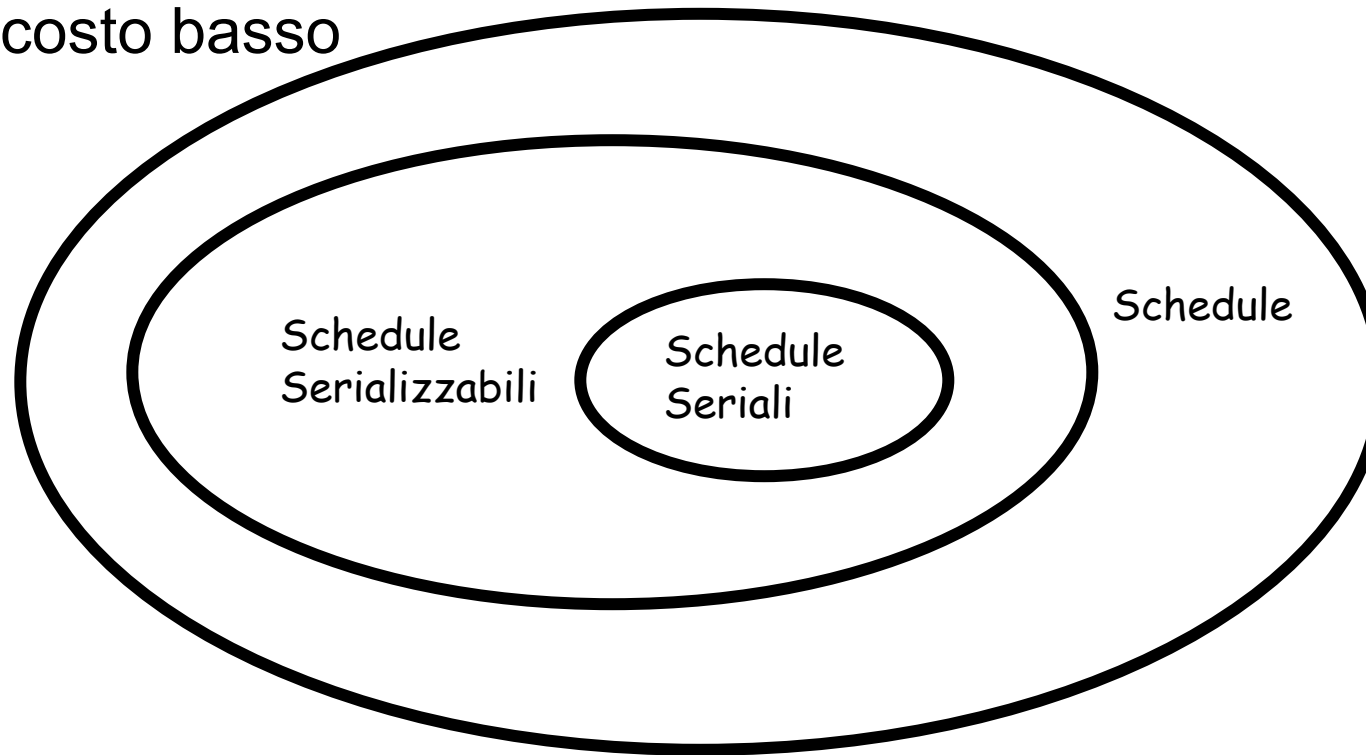 costo basso
Schedule
Schedule
Serializzabili
Schedule
Seriali